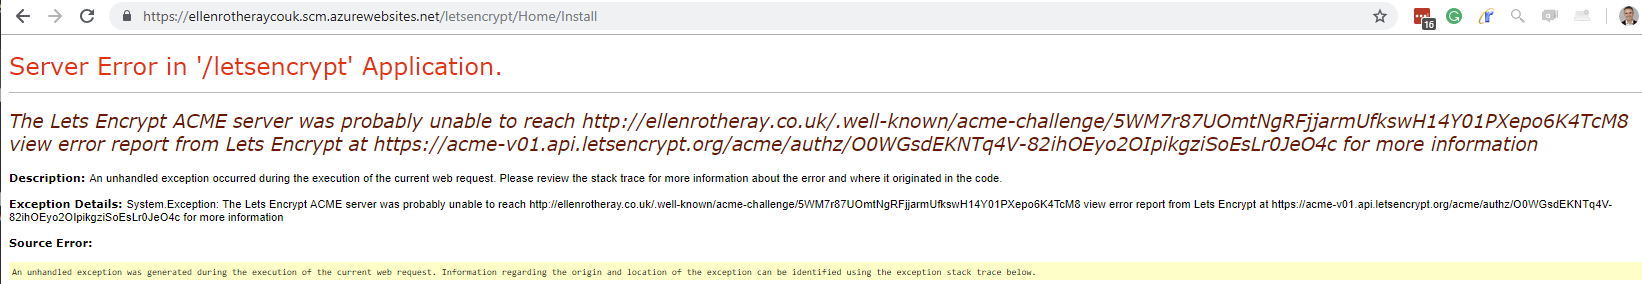 https://ellenrotheraycouk.scm.azurewebsites.net/letsencrypt/Home/Install
16
Server Error in '/letsencrypt' Application.
The Lets Encrypt ACME server was probably unable to reach http://ellenrotheray.co.uk/.well-known/acme-challenge/5WM7r87UOmtNgRFjjarmUfkswH14Y01PXepo6K4TcM8
view error report from Lets Encrypt at https://acme-v01.api.letsencrypt.org/acme/authz/O0WGsdEKNTq4V-82ihOEyo2OIpikgziSoEsLr0JeO4c for more information
Description: An unhandled exception occurred during the execution of the current web request. Please review the stack trace for more information about the error and where it originated in the code.
Exception Details: System.Exception: The Lets Encrypt ACME server was probably unable to reach http://ellenrotheray.co.uk/.well-known/acme-challenge/5WM7r87UOmtNgRFjjarmUfkswH14Y01PXepo6K4TcM8 view error report from Lets Encrypt at https://acme-v01.api.letsencrypt.org/acme/authz/O0WGsdEKNTq4V-
82ihOEyo2OIpikgziSoEsLr0JeO4c for more information
Source Error:
An unhandled exception was generated during the execution of the current web request. Information regarding the origin and location of the exception can be identified using the exception stack trace below.